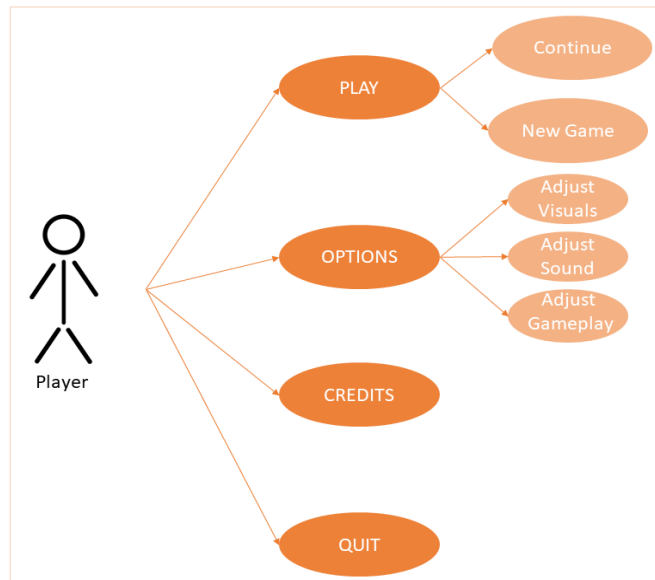 Continue
PLAY
New Game
Adjust
Visuals
OPTIONS
Adjust
Sound
Adjust
Gameplay
Player
CREDITS
QUIT